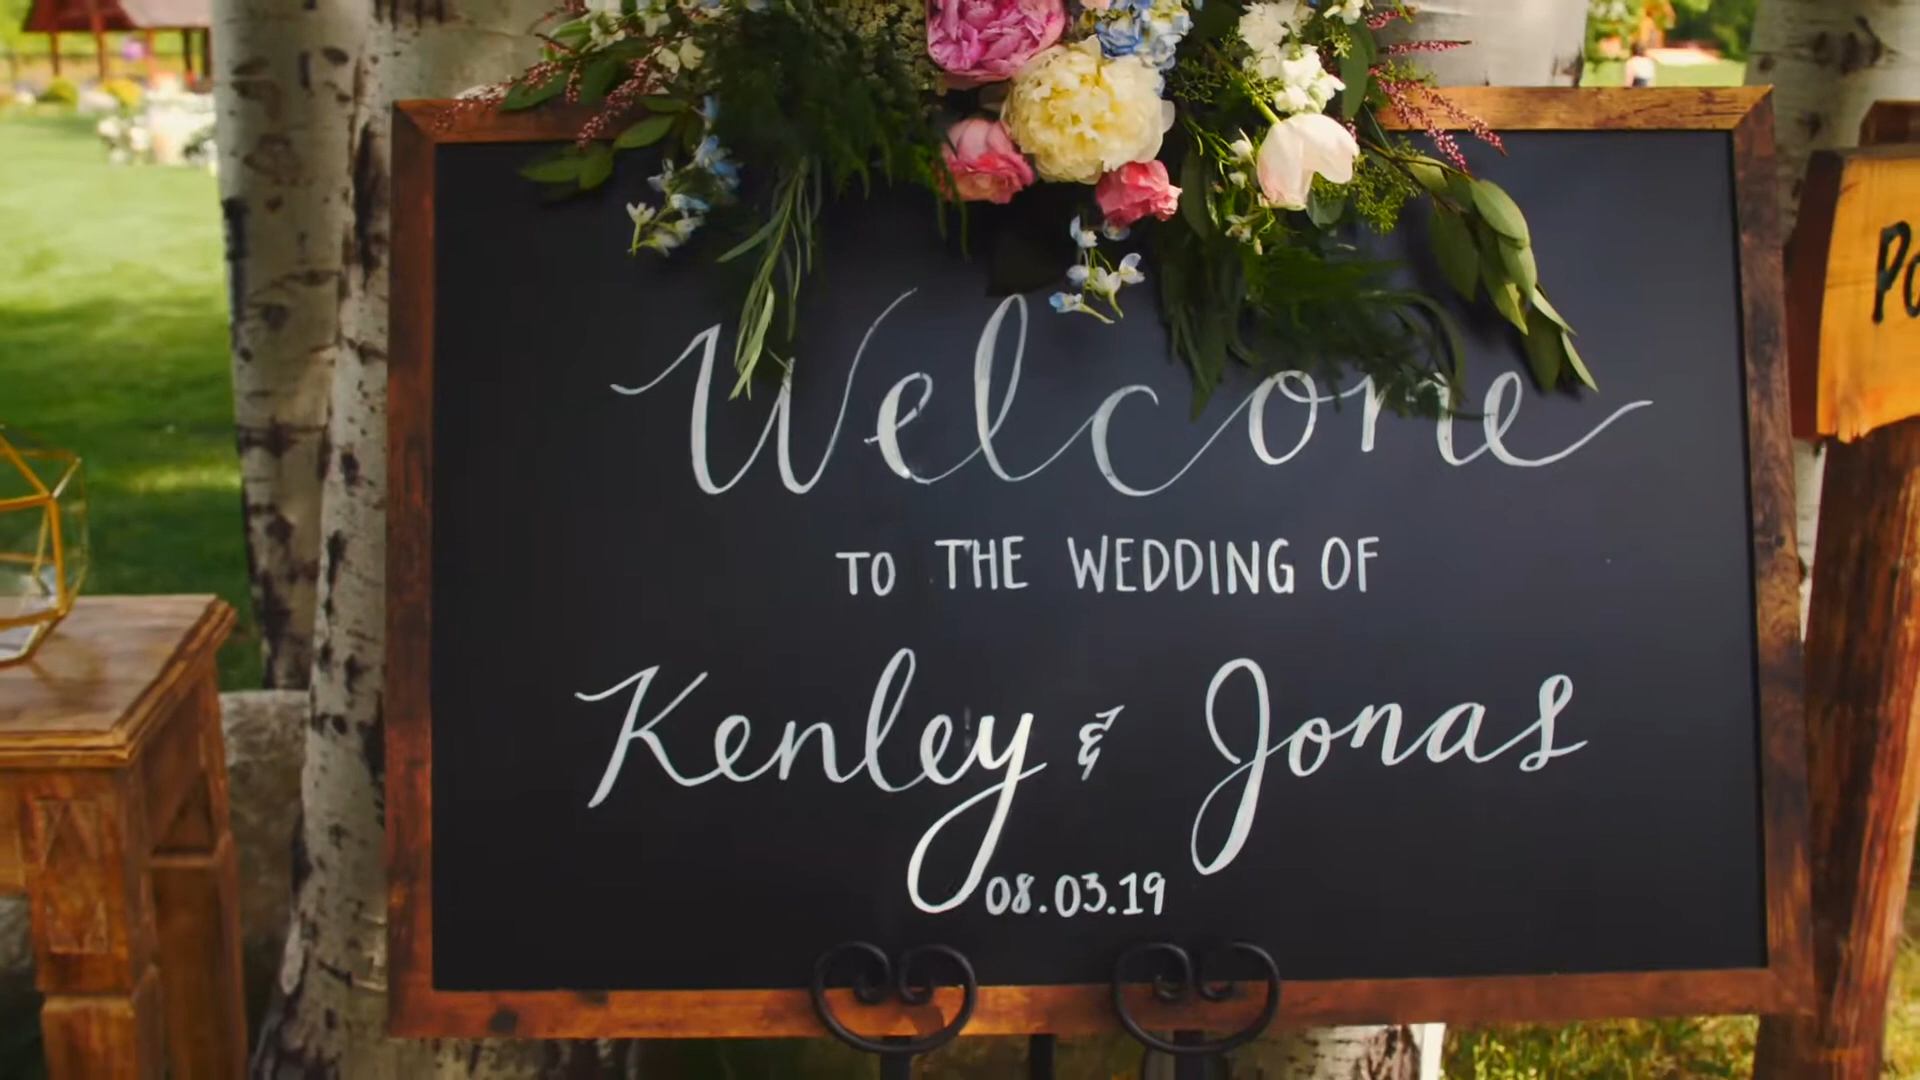 Welcome
TO THE WEDDING OF
Kenley & Jonas
08.03.19